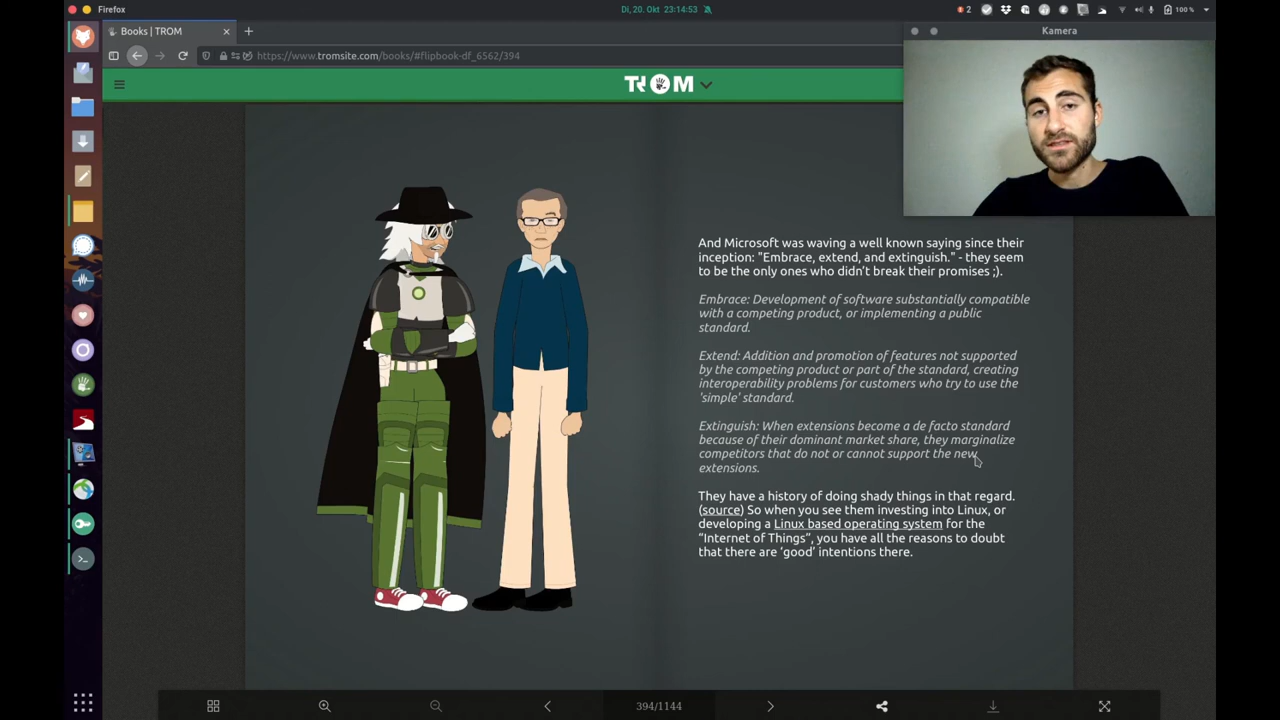 Firefox
Di, 20. Okt 23:14:53
2
100 %
Books | TROM
Kamera
https://www.tromsite.com/books/#flipbook-df_6562/394
TROM
And Microsoft was waving a well known saying since their
inception: "Embrace, extend, and extinguish." - they seem
to be the only ones who didn't break their promises ;).
Embrace: Development of software substantially compatible
with a competing product, or implementing a public
standard.
Extend: Addition and promotion of features not supported
by the competing product or part of the standard, creating
interoperability problems for customers who try to use the
'simple' standard.
Extinguish: When extensions become a de facto standard
because of their dominant market share, they marginalize
competitors that do not or cannot support the new
extensions.
They have a history of doing shady things in that regard.
(source) So when you see them investing into Linux, or
developing a Linux based operating system for the
"Internet of Things", you have all the reasons to doubt
that there are 'good' intentions there.
394/1144